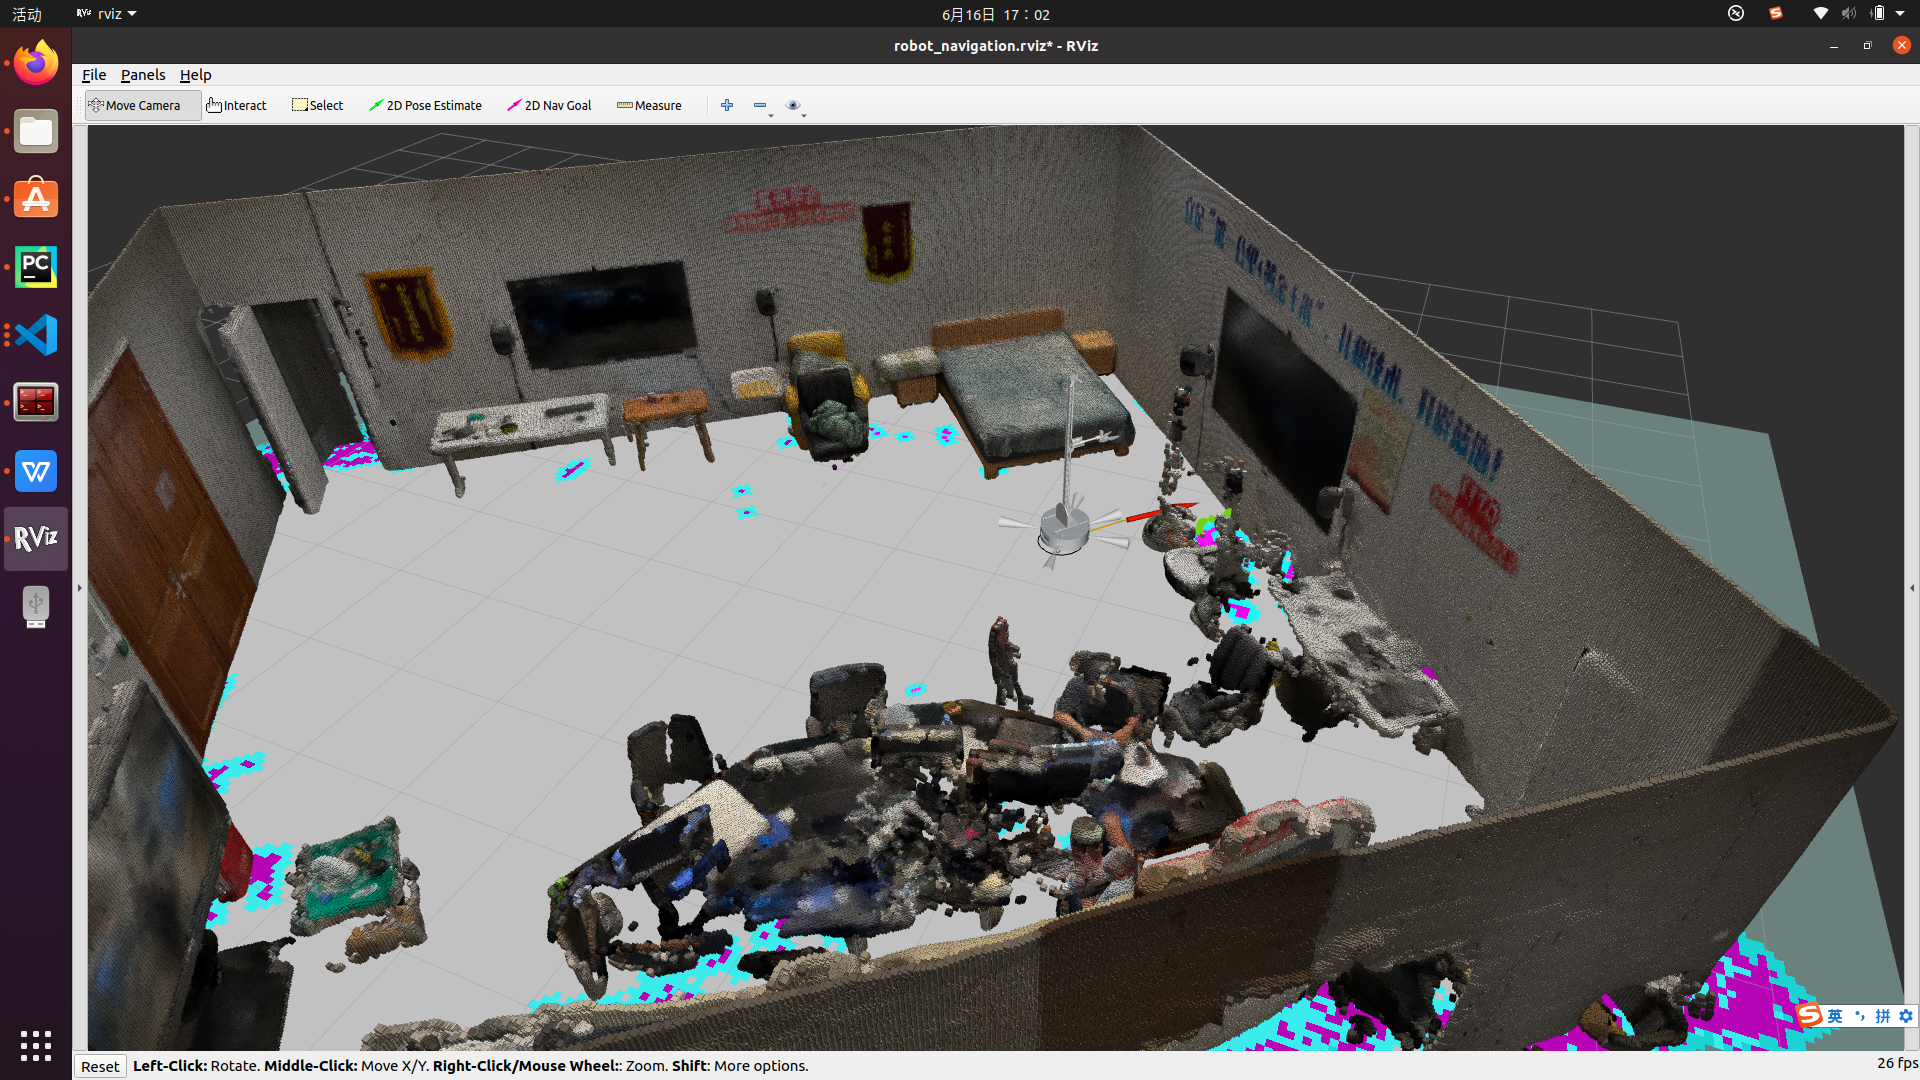 活动
rviz
6月16日 17：02
robot_navigation.rviz* - RViz
File Panels Help
Move Camera Interact Select 2D Pose Estimate 2D Nav Goal Measure
PC
W
RViz
英 拼
Reset Left-Click: Rotate. Middle-Click: Move X/Y. Right-Click/Mouse Wheel:: Zoom. Shift: More options.
26 fps